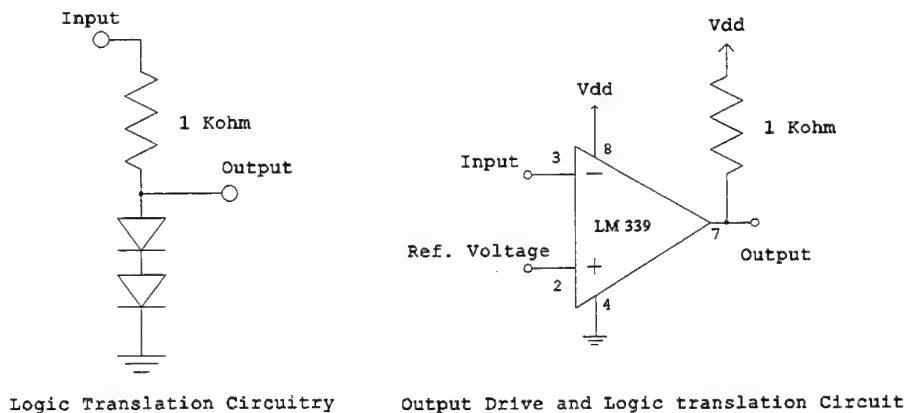 Input
1 Kohm
Output
Logic Translation Circuitry
Vdd
Vdd
1 Kohm
8
3
Input
−
LM 339
7
Output
Ref. Voltage
+
2
4
Output Drive and Logic translation Circuit